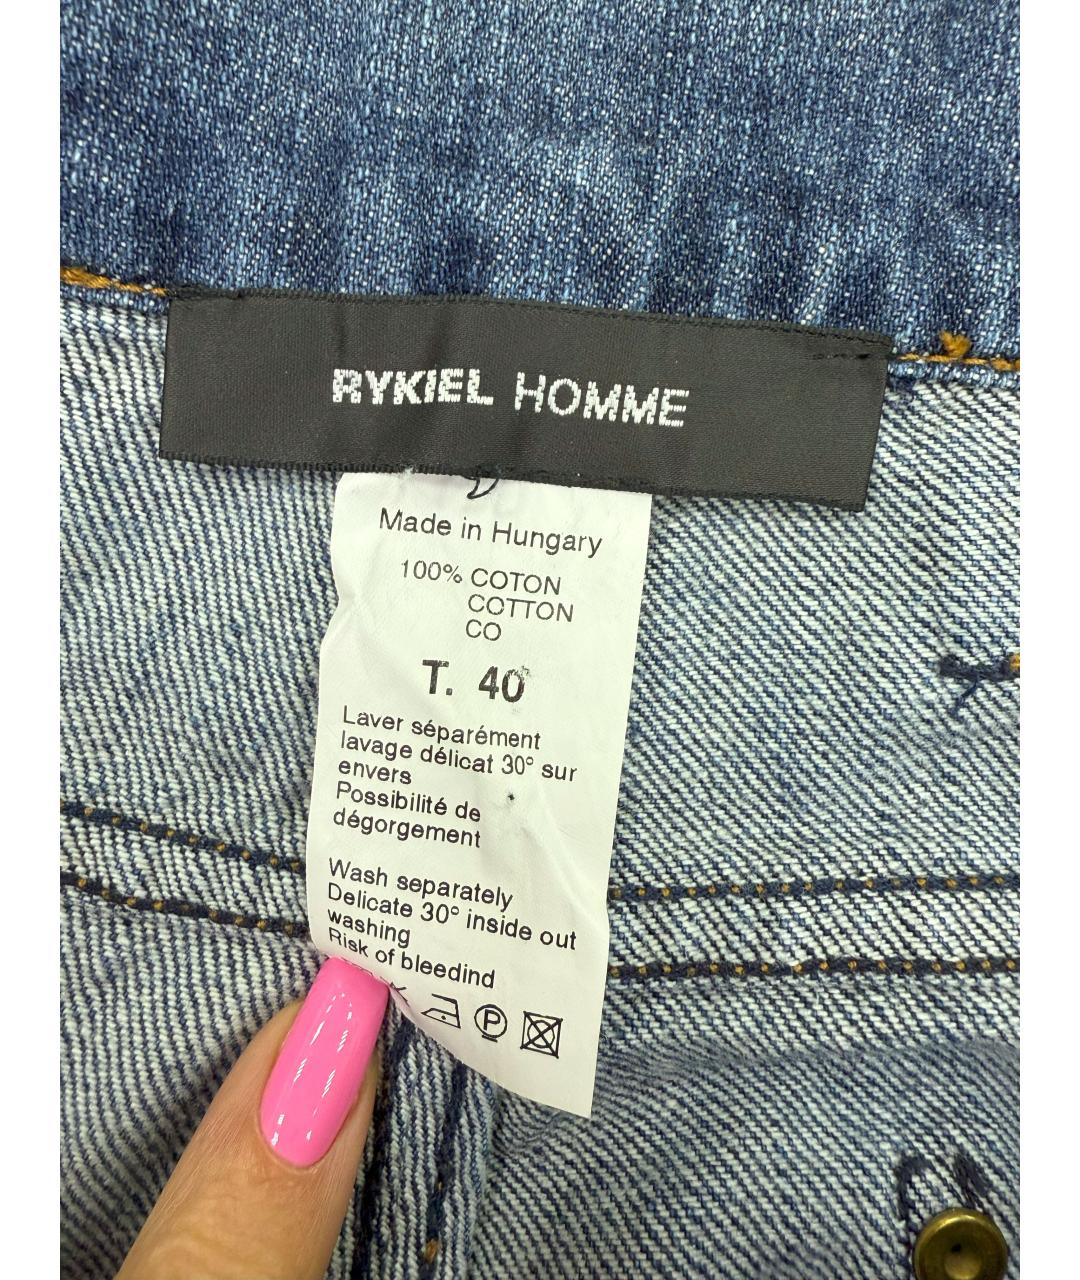 RYKIEL HOMME
Made in Hungary
100% COTON
COTTON
CO
T. 40
Laver séparément
lavage délicat 30° sur
envers
Possibilité de
dégorgement
Wash separately
Delicate 30° inside out
washing
Risk of bleedind
P